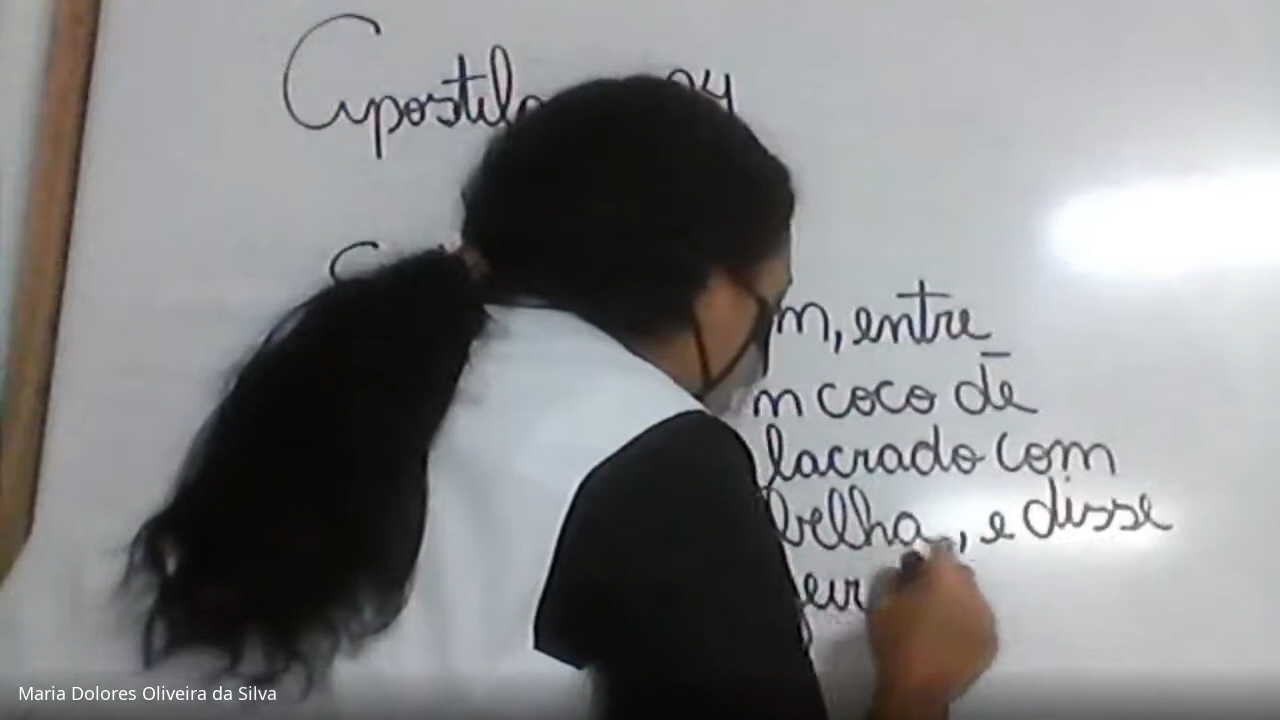 Apostila 24
m, entre
m coco de
lacrado com
belha, e disse
Maria Dolores Oliveira da Silva